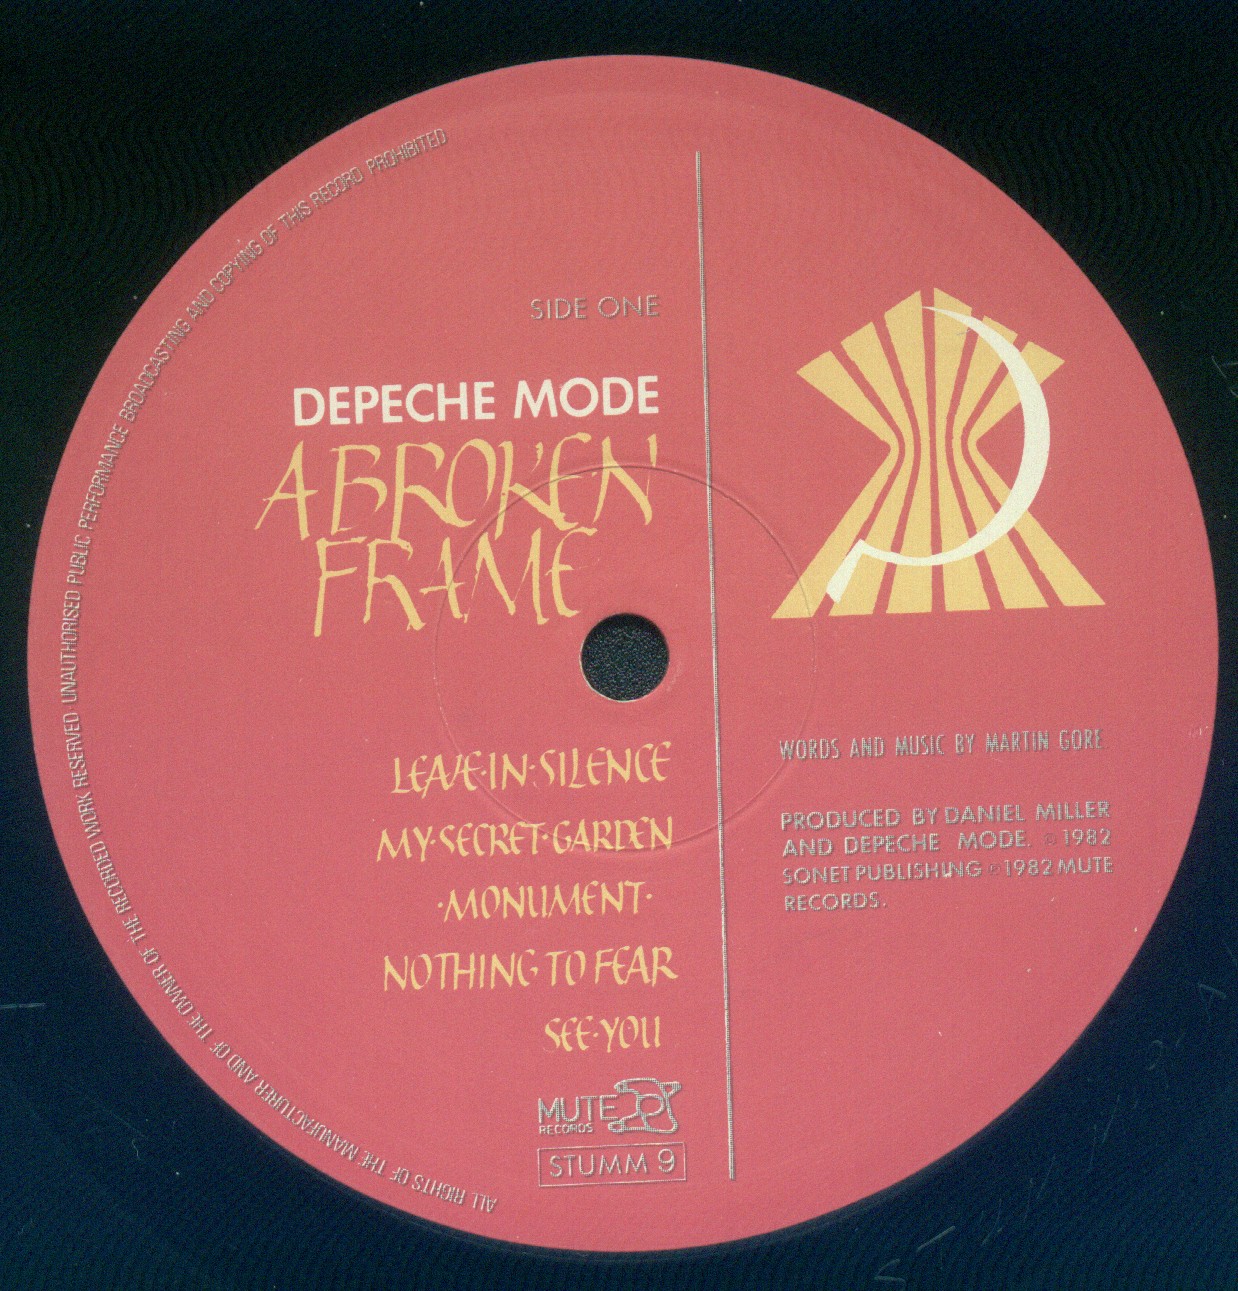 SIDE ONE
DEPECHE MODE
A BROKEN
FRAME
LEAVE·IN·SILENCE
MY·SECRET·GARDEN
·MONUMENT·
NOTHING TO FEAR
SEE·YOU
MUTE
RECORDS
STUMM 9
WORDS AND MUSIC BY MARTIN GORE.
PRODUCED BY DANIEL MILLER
AND DEPECHE MODE. ℗ 1982
SONET PUBLISHING © 1982 MUTE
RECORDS.
ALL RIGHTS OF THE MANUFACTURER AND OF THE OWNER OF THE RECORDED WORK RESERVED · UNAUTHORISED PUBLIC PERFORMANCE BROADCASTING AND COPYING OF THIS RECORD PROHIBITED